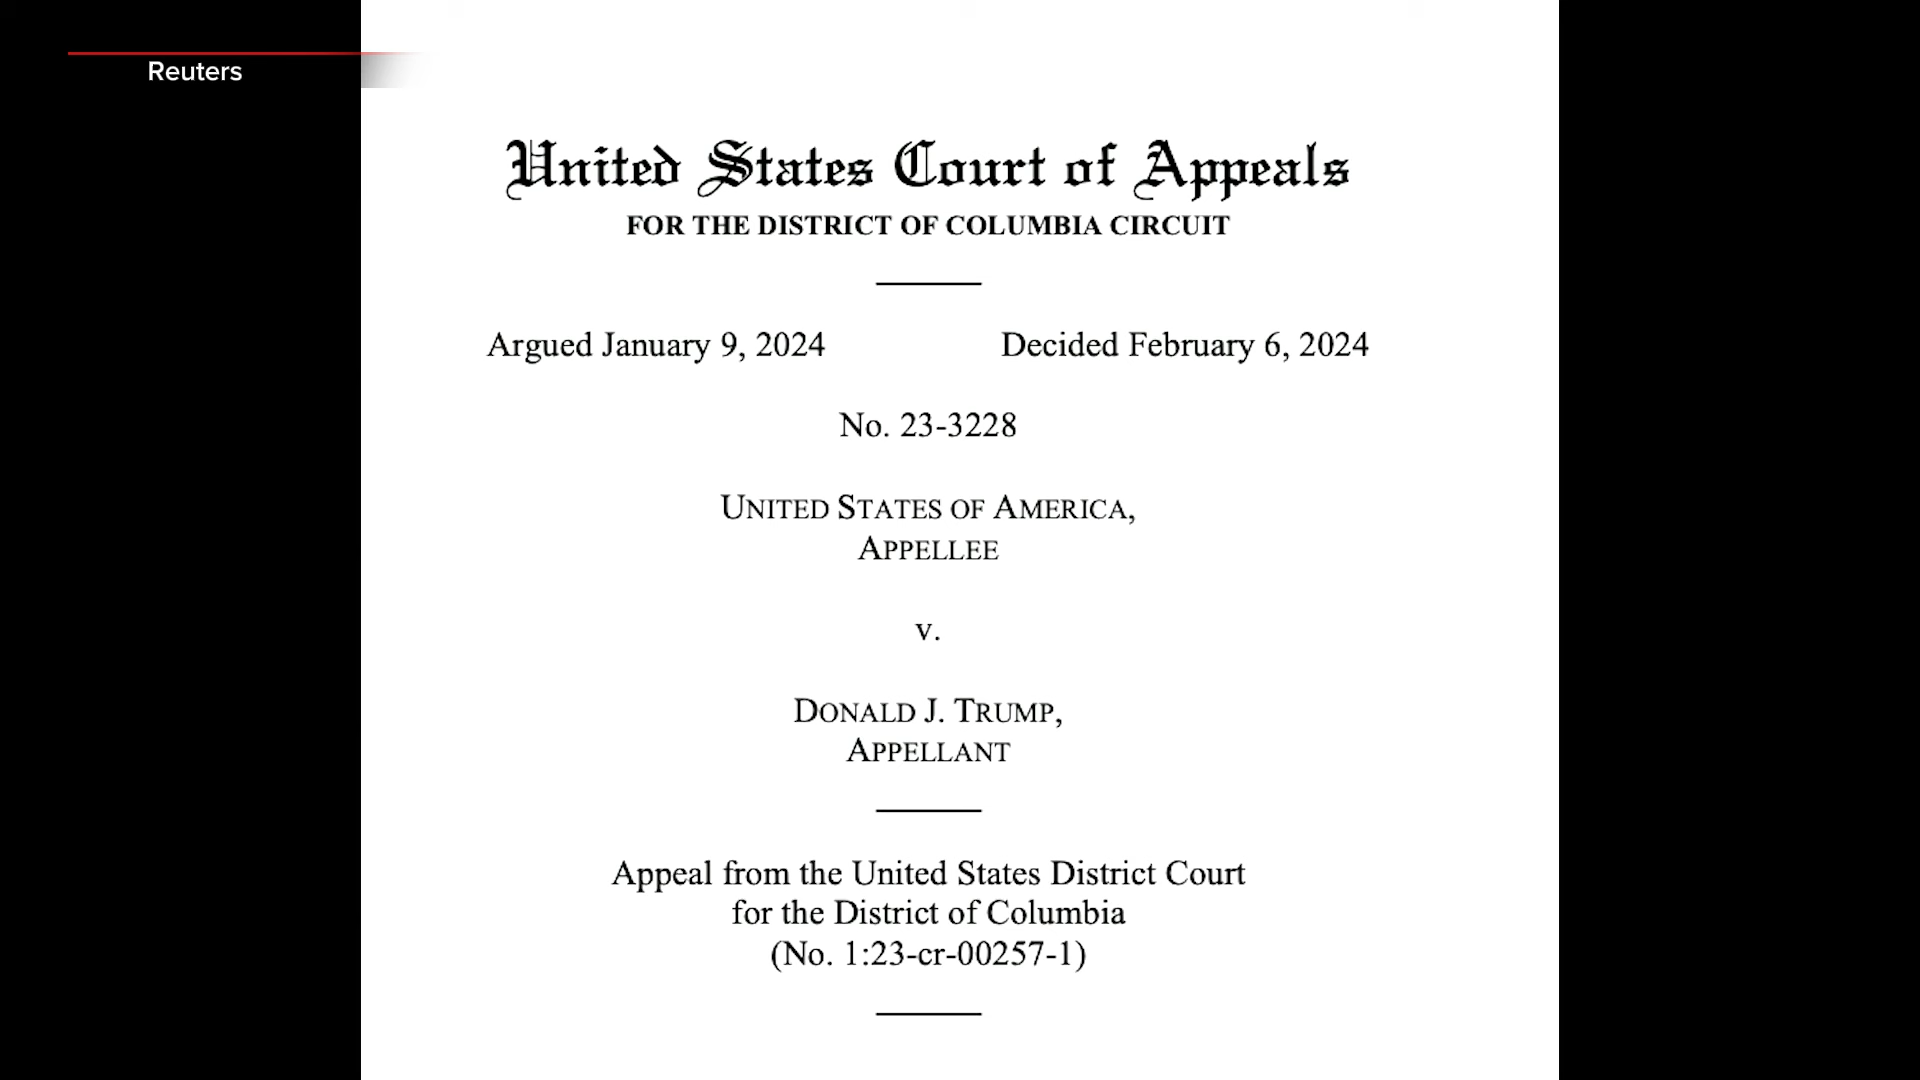 Reuters
United States Court of Appeals
FOR THE DISTRICT OF COLUMBIA CIRCUIT
Argued January 9, 2024 Decided February 6, 2024
No. 23-3228
UNITED STATES OF AMERICA,
APPELLEE
v.
DONALD J. TRUMP,
APPELLANT
Appeal from the United States District Court
for the District of Columbia
(No. 1:23-cr-00257-1)